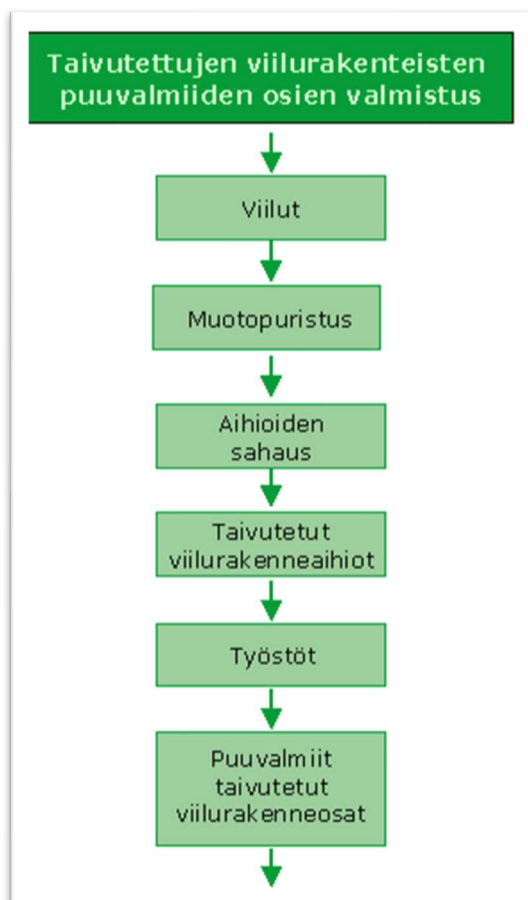 Taivutettujen viilurakenteisten
puuvalmiiden osien valmistus
Viilut
Muotopuristus
Aihioiden
sahaus
Taivutetut
viilurakenneaihiot
Työstöt
Puuvalmiit
taivutetut
viilurakenneosat